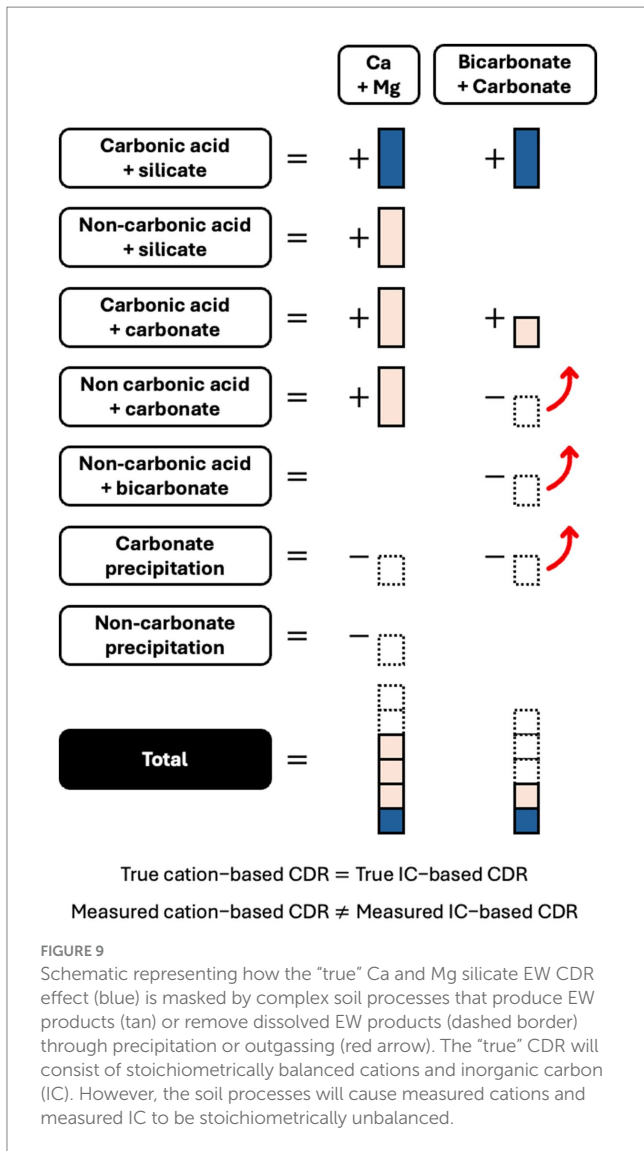 Ca
+ Mg
Bicarbonate
+ Carbonate
Carbonic acid
+ silicate
=
+
+
Non-carbonic acid
+ silicate
=
+
Carbonic acid
+ carbonate
=
+
+
Non carbonic acid
+ carbonate
=
+
−
Non-carbonic acid
+ bicarbonate
=
−
Carbonate
precipitation
=
−
−
Non-carbonate
precipitation
=
−
Total
=
True cation−based CDR = True IC−based CDR
Measured cation−based CDR ≠ Measured IC−based CDR
FIGURE 9
Schematic representing how the “true” Ca and Mg silicate EW CDR
effect (blue) is masked by complex soil processes that produce EW
products (tan) or remove dissolved EW products (dashed border)
through precipitation or outgassing (red arrow). The “true” CDR will
consist of stoichiometrically balanced cations and inorganic carbon
(IC). However, the soil processes will cause measured cations and
measured IC to be stoichiometrically unbalanced.